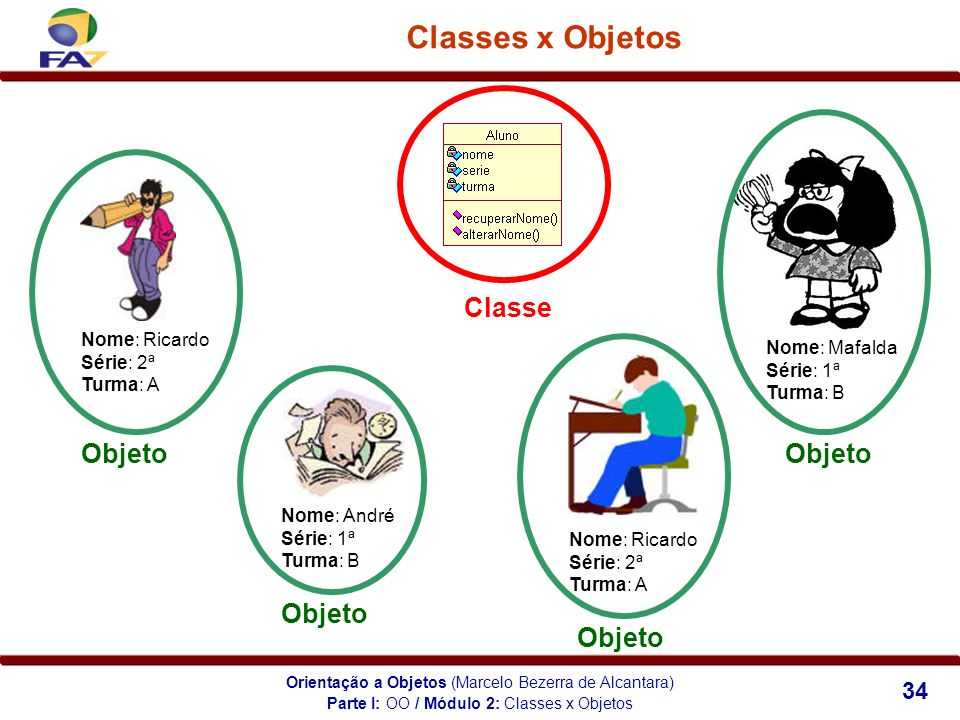 FA7
Classes x Objetos
Aluno
nome
serie
turma
recuperarNome()
alterarNome()
Classe
Nome: Ricardo
Série: 2ª
Turma: A
Objeto
Nome: Mafalda
Série: 1ª
Turma: B
Objeto
Nome: André
Série: 1ª
Turma: B
Objeto
Nome: Ricardo
Série: 2ª
Turma: A
Objeto
Orientação a Objetos (Marcelo Bezerra de Alcantara)
Parte I: OO / Módulo 2: Classes x Objetos
34